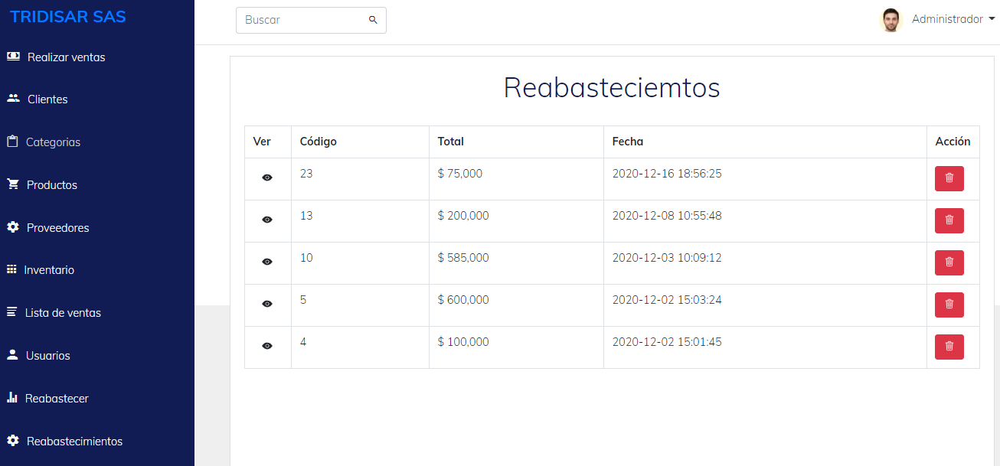 TRIDISAR SAS
Realizar ventas
Clientes
Categorias
Productos
Proveedores
Inventario
Lista de ventas
Usuarios
Reabastecer
Reabastecimientos
Buscar
Administrador
Reabasteciemtos
Ver Código Total Fecha Acción
23 $ 75,000 2020-12-16 18:56:25
13 $ 200,000 2020-12-08 10:55:48
10 $ 585,000 2020-12-03 10:09:12
5 $ 600,000 2020-12-02 15:03:24
4 $ 100,000 2020-12-02 15:01:45